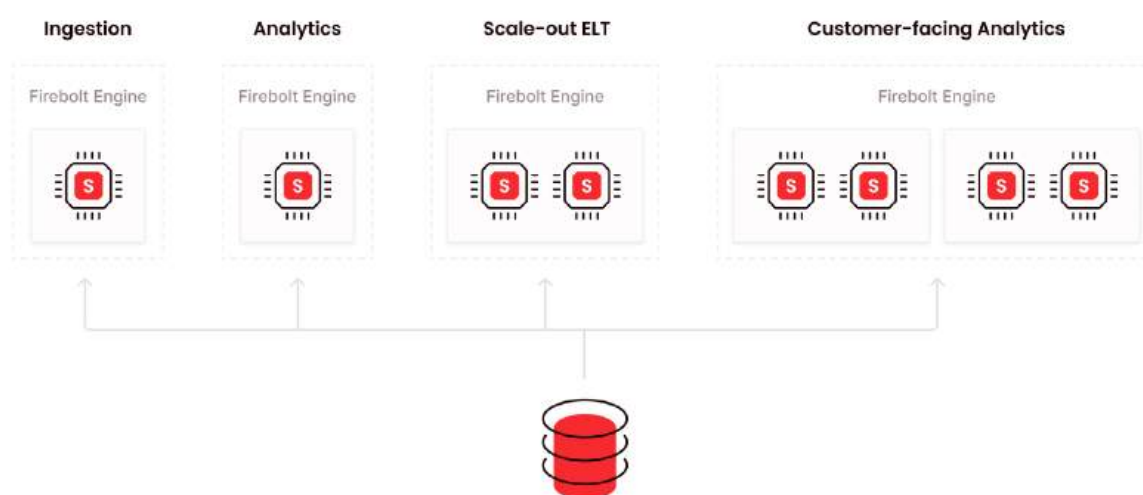 Ingestion
Analytics
Scale-out ELT
Customer-facing Analytics
Firebolt Engine
Firebolt Engine
Firebolt Engine
Firebolt Engine
S
S
S
S
S
S
S
S